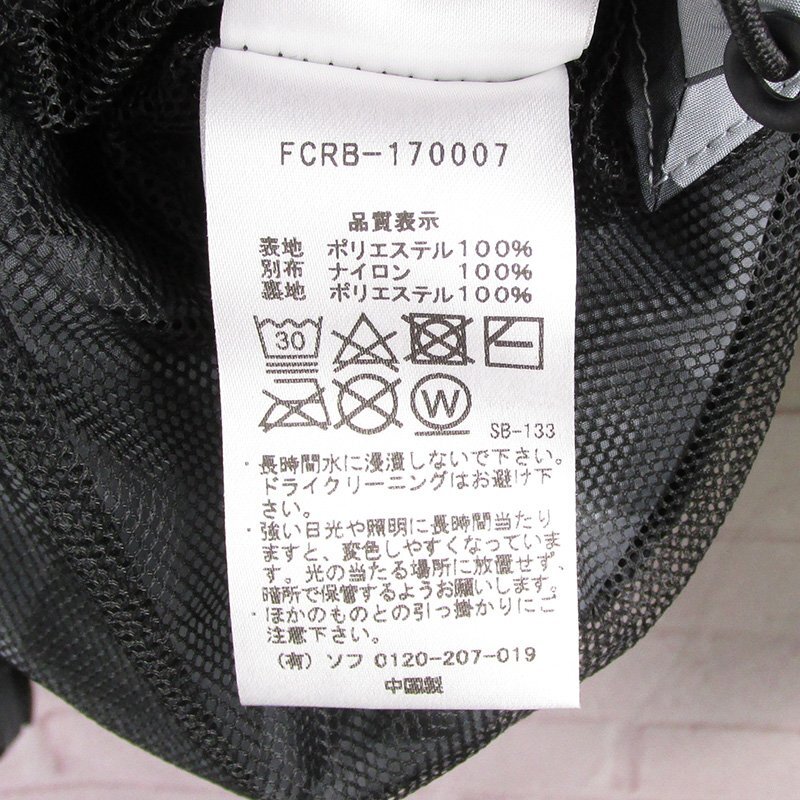 FCRB-170007
品質表示
表地 ポリエステル100%
別布 ナイロン 100%
裏地 ポリエステル100%
30
W
SB-133
・長時間水に浸漬しないで下さい。
ドライクリーニングはお避け下
さい。
・強い日光や照明に長時間当たり
ますと、変色しやすくなっていま
す。光の当たる場所に放置せず、
暗所で保管するようお願いします。
・ほかのものとの引っ掛かりにご
注意下さい。
(有)ソフ 0120-207-019
中国製